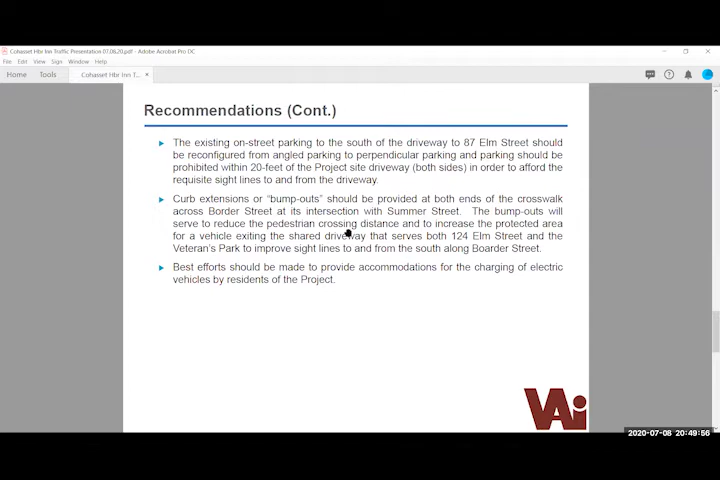 Cohasset Hbr Inn Traffic Presentation 07.08.20.pdf - Adobe Acrobat Pro DC
File Edit View Sign Window Help
Home Tools Cohasset Hbr Inn T... ×
Recommendations (Cont.)
The existing on-street parking to the south of the driveway to 87 Elm Street should
be reconfigured from angled parking to perpendicular parking and parking should be
prohibited within 20-feet of the Project site driveway (both sides) in order to afford the
requisite sight lines to and from the driveway.
Curb extensions or “bump-outs” should be provided at both ends of the crosswalk
across Border Street at its intersection with Summer Street. The bump-outs will
serve to reduce the pedestrian crossing distance and to increase the protected area
for a vehicle exiting the shared driveway that serves both 124 Elm Street and the
Veteran's Park to improve sight lines to and from the south along Boarder Street.
Best efforts should be made to provide accommodations for the charging of electric
vehicles by residents of the Project.
VAi
2020-07-08 20:49:56